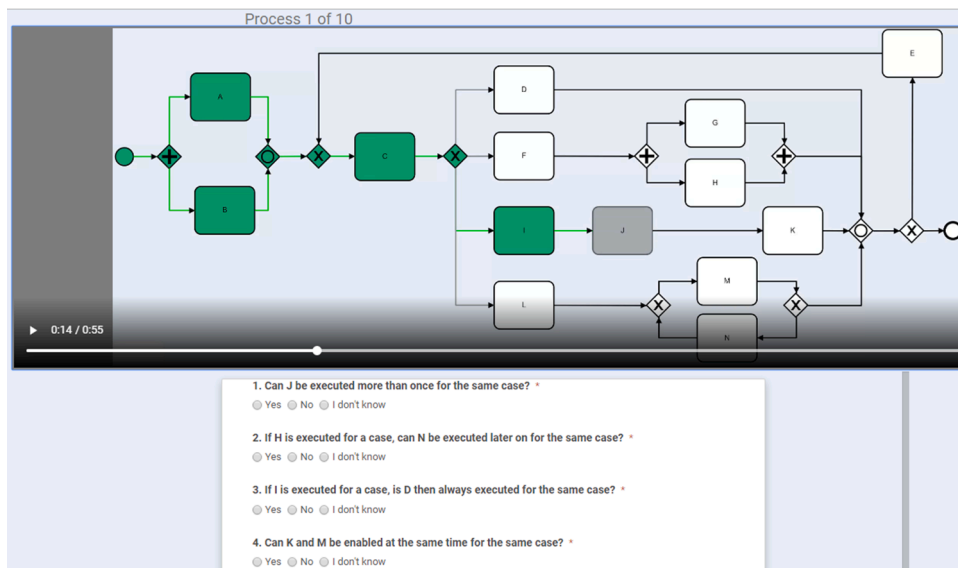 Process 1 of 10
E
D
A
G
F
H
C
B
I
J
K
M
L
N
0:14 / 0:55
1. Can J be executed more than once for the same case? *
Yes No I don't know
2. If H is executed for a case, can N be executed later on for the same case? *
Yes No I don't know
3. If I is executed for a case, is D then always executed for the same case? *
Yes No I don't know
4. Can K and M be enabled at the same time for the same case? *
Yes No I don't know